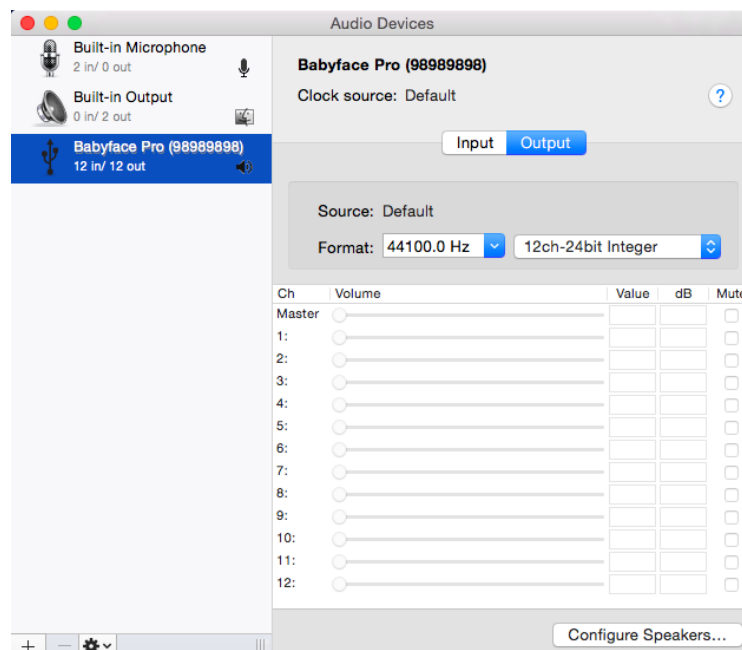 Audio Devices
Built-in Microphone
2 in/ 0 out
Built-in Output
0 in/ 2 out
Babyface Pro (98989898)
12 in/ 12 out
Babyface Pro (98989898)
Clock source: Default
?
Input Output
Source: Default
Format: 44100.0 Hz 12ch-24bit Integer
Ch Volume Value dB Mute
Master
1:
2:
3:
4:
5:
6:
7:
8:
9:
10:
11:
12:
Configure Speakers...